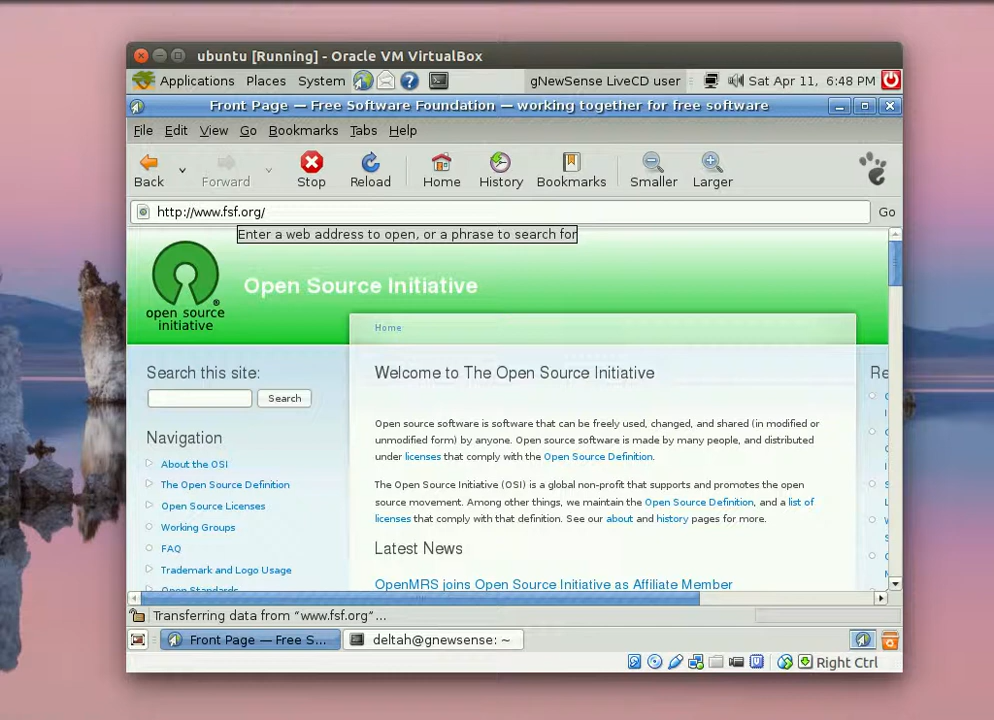 ubuntu [Running] - Oracle VM VirtualBox
Applications Places System gNewSense LiveCD user Sat Apr 11, 6:48 PM
Front Page — Free Software Foundation — working together for free software
File Edit View Go Bookmarks Tabs Help
Back Forward Stop Reload Home History Bookmarks Smaller Larger
http://www.fsf.org/ Go
Enter a web address to open, or a phrase to search for
Open Source Initiative
open source
initiative
Home
Search this site:
Search
Navigation
About the OSI
The Open Source Definition
Open Source Licenses
Working Groups
FAQ
Trademark and Logo Usage
Open Standards
Welcome to The Open Source Initiative
Open source software is software that can be freely used, changed, and shared (in modified or
unmodified form) by anyone. Open source software is made by many people, and distributed
under licenses that comply with the Open Source Definition.
The Open Source Initiative (OSI) is a global non-profit that supports and promotes the open
source movement. Among other things, we maintain the Open Source Definition, and a list of
licenses that comply with that definition. See our about and history pages for more.
Latest News
OpenMRS joins Open Source Initiative as Affiliate Member
Re
Transferring data from “www.fsf.org”...
Front Page — Free S... deltah@gnewsense: ~
Right Ctrl